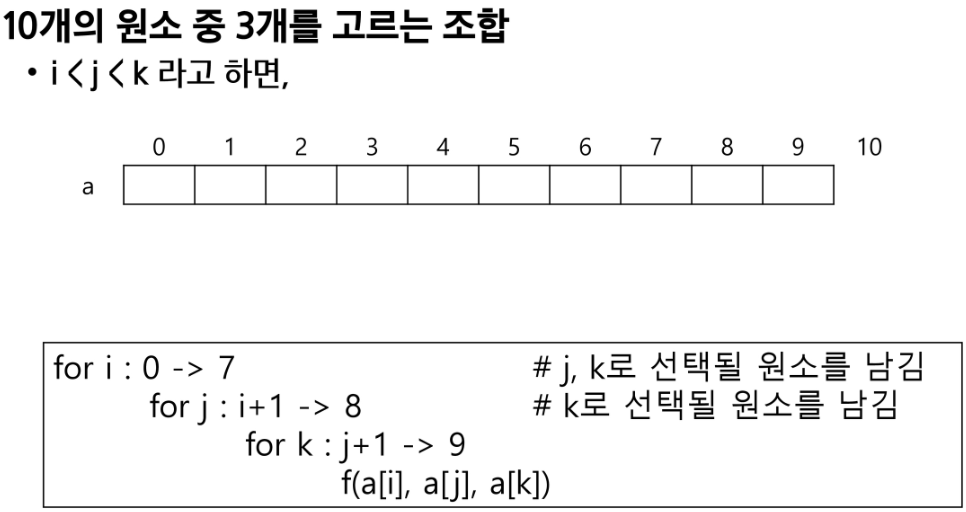 10개의 원소 중 3개를 고르는 조합
• i < j < k 라고 하면,
0 1 2 3 4 5 6 7 8 9 10
a
for i : 0 -> 7 # j, k로 선택될 원소를 남김
for j : i+1 -> 8 # k로 선택될 원소를 남김
for k : j+1 -> 9
f(a[i], a[j], a[k])